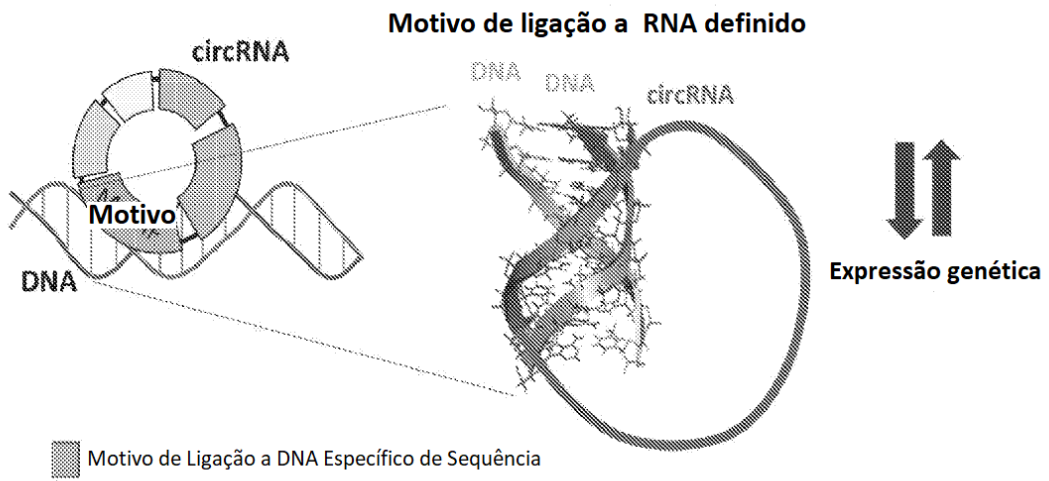 Motivo de ligação a RNA definido
circRNA
DNA
DNA
circRNA
Motivo
DNA
Expressão genética
Motivo de Ligação a DNA Específico de Sequência